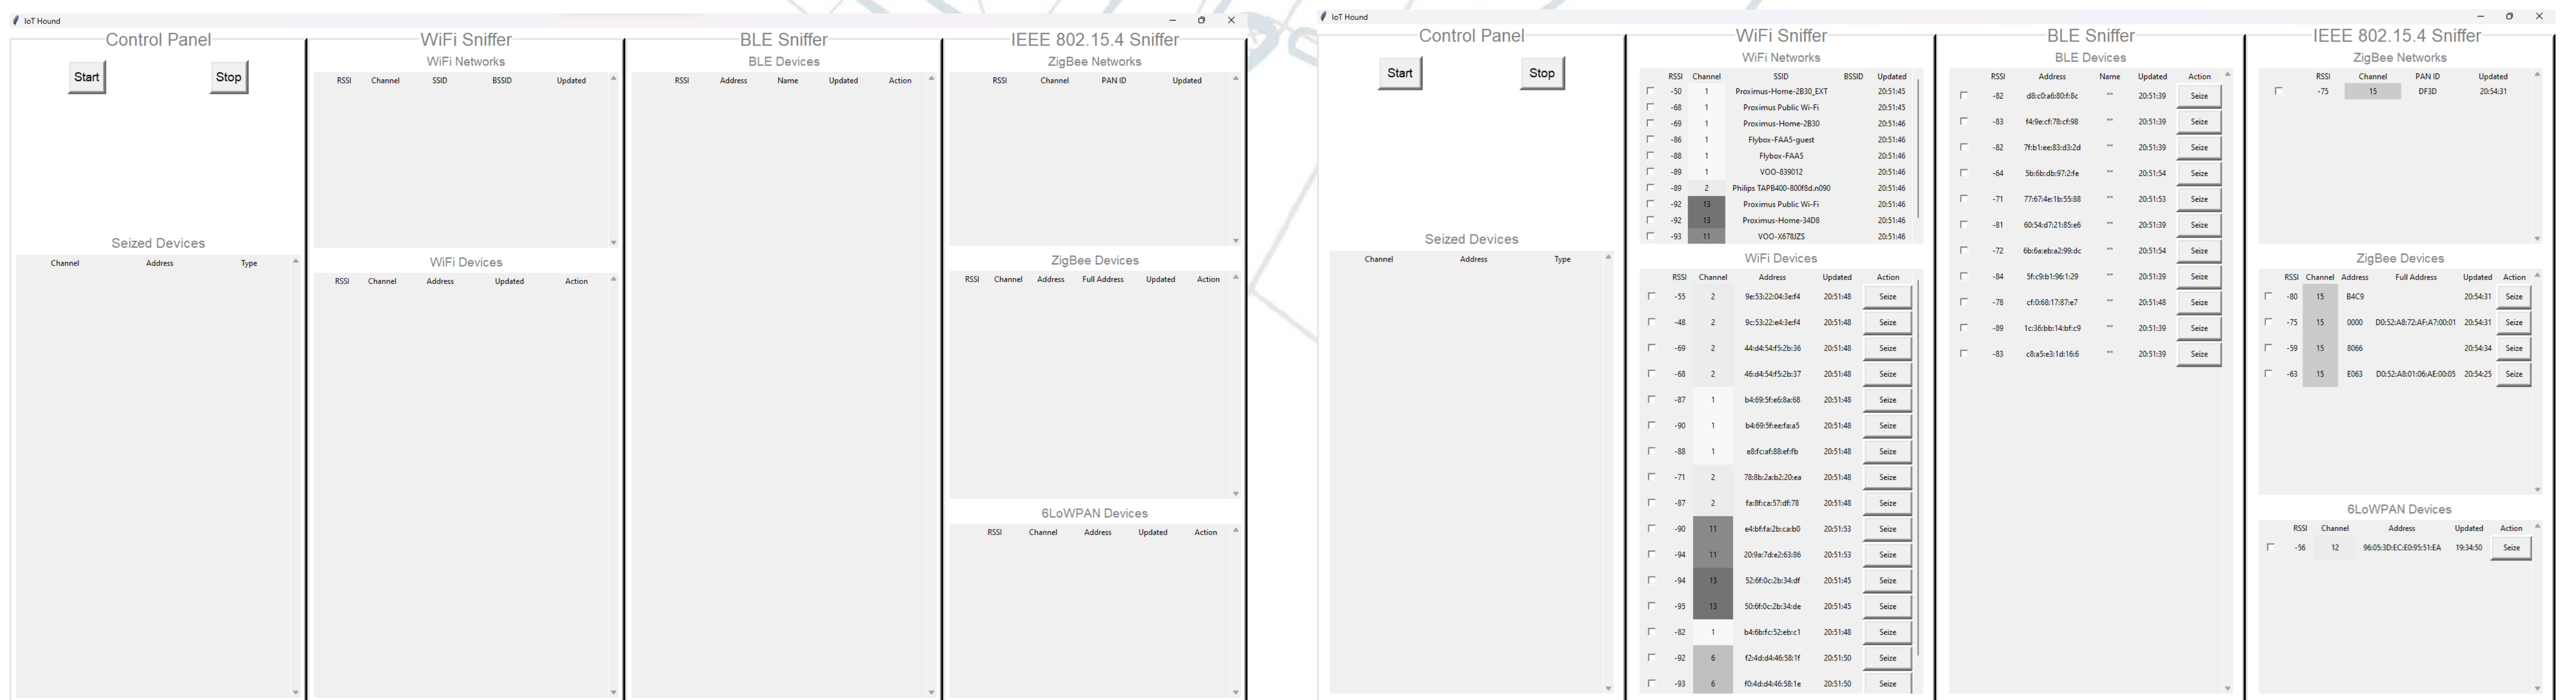 IoT Hound
Control Panel
Start Stop
Seized Devices
Channel Address Type
WiFi Sniffer
WiFi Networks
RSSI Channel SSID BSSID Updated
WiFi Devices
RSSI Channel Address Updated Action
BLE Sniffer
BLE Devices
RSSI Address Name Updated Action
IEEE 802.15.4 Sniffer
ZigBee Networks
RSSI Channel PAN ID Updated
ZigBee Devices
RSSI Channel Address Full Address Updated Action
6LoWPAN Devices
RSSI Channel Address Updated Action
IoT Hound
Control Panel
Start Stop
Seized Devices
Channel Address Type
WiFi Sniffer
WiFi Networks
RSSI Channel SSID BSSID Updated
-50 1 Proximus-Home-2B30_EXT 20:51:45
-68 1 Proximus Public Wi-Fi 20:51:45
-69 1 Proximus-Home-2B30 20:51:46
-86 1 Flybox-FAA5-guest 20:51:46
-88 1 Flybox-FAA5 20:51:46
-89 1 VOO-839012 20:51:46
-89 2 Philips TAPB400-800f8d.n090 20:51:46
-92 13 Proximus Public Wi-Fi 20:51:46
-92 13 Proximus-Home-34D8 20:51:46
-93 11 VOO-X678JZS 20:51:46
WiFi Devices
RSSI Channel Address Updated Action
-55 2 9e:53:22:04:3e:f4 20:51:48 Seize
-48 2 9c:53:22:e4:3e:f4 20:51:48 Seize
-69 2 44:d4:54:f5:2b:36 20:51:48 Seize
-68 2 46:d4:54:f5:2b:37 20:51:48 Seize
-87 1 b4:69:5f:e6:8a:68 20:51:48 Seize
-90 1 b4:69:5f:ee:fa:a5 20:51:48 Seize
-88 1 e8:fc:af:88:ef:fb 20:51:48 Seize
-71 2 78:8b:2a:b2:20:ea 20:51:48 Seize
-87 2 fa:8f:ca:57:df:78 20:51:48 Seize
-90 11 e4:bf:fa:2b:ca:b0 20:51:53 Seize
-94 11 20:9a:7d:e2:63:86 20:51:53 Seize
-94 13 52:6f:0c:2b:34:df 20:51:45 Seize
-95 13 50:6f:0c:2b:34:de 20:51:45 Seize
-82 1 b4:6b:fc:52:eb:c1 20:51:48 Seize
-92 6 f2:4d:d4:46:58:1f 20:51:50 Seize
-93 6 f0:4d:d4:46:58:1e 20:51:50 Seize
BLE Sniffer
BLE Devices
RSSI Address Name Updated Action
-82 d8:c0:a6:80:f:8c "" 20:51:39 Seize
-83 f4:9e:cf:78:cf:98 "" 20:51:39 Seize
-82 7f:b1:ee:83:d3:2d "" 20:51:39 Seize
-64 5b:6b:db:97:2:fe "" 20:51:54 Seize
-71 77:67:4e:1b:55:88 "" 20:51:53 Seize
-81 60:54:d7:21:85:e6 "" 20:51:39 Seize
-72 6b:6a:eb:a2:99:dc "" 20:51:54 Seize
-84 5f:c9:b1:96:1:29 "" 20:51:39 Seize
-78 cf:0:68:17:87:e7 "" 20:51:48 Seize
-89 1c:36:bb:14:bf:c9 "" 20:51:39 Seize
-83 c8:a5:e3:1d:16:6 "" 20:51:39 Seize
IEEE 802.15.4 Sniffer
ZigBee Networks
RSSI Channel PAN ID Updated
-75 15 DF3D 20:54:31
ZigBee Devices
RSSI Channel Address Full Address Updated Action
-80 15 B4C9 20:54:31 Seize
-75 15 0000 D0:52:A8:72:AF:A7:00:01 20:54:31 Seize
-59 15 8066 20:54:34 Seize
-63 15 E063 D0:52:A8:01:06:AE:00:05 20:54:25 Seize
6LoWPAN Devices
RSSI Channel Address Updated Action
-56 12 96:05:3D:EC:E0:95:51:EA 19:34:50 Seize